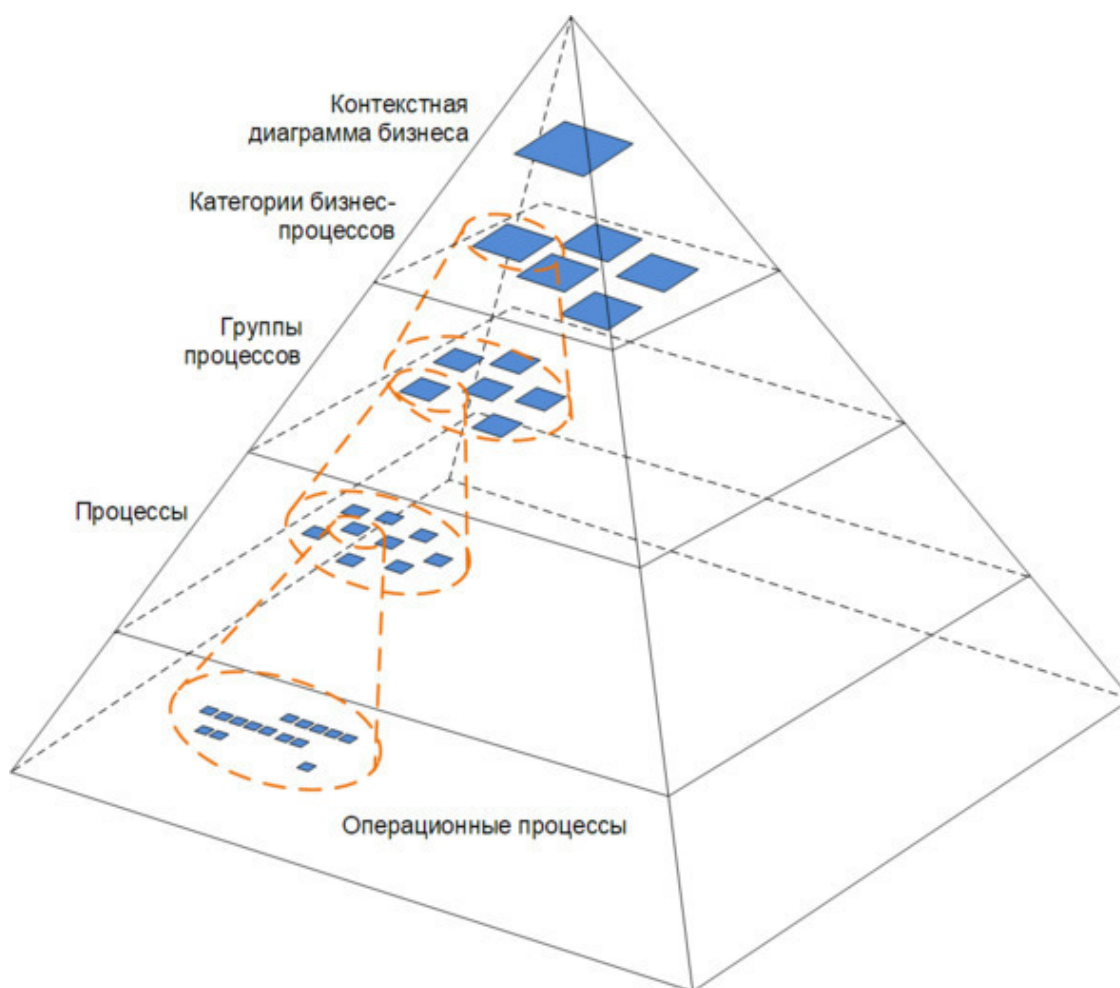 Контекстная
диаграмма бизнеса
Категории бизнес-
процессов
Группы
процессов
Процессы
Операционные процессы